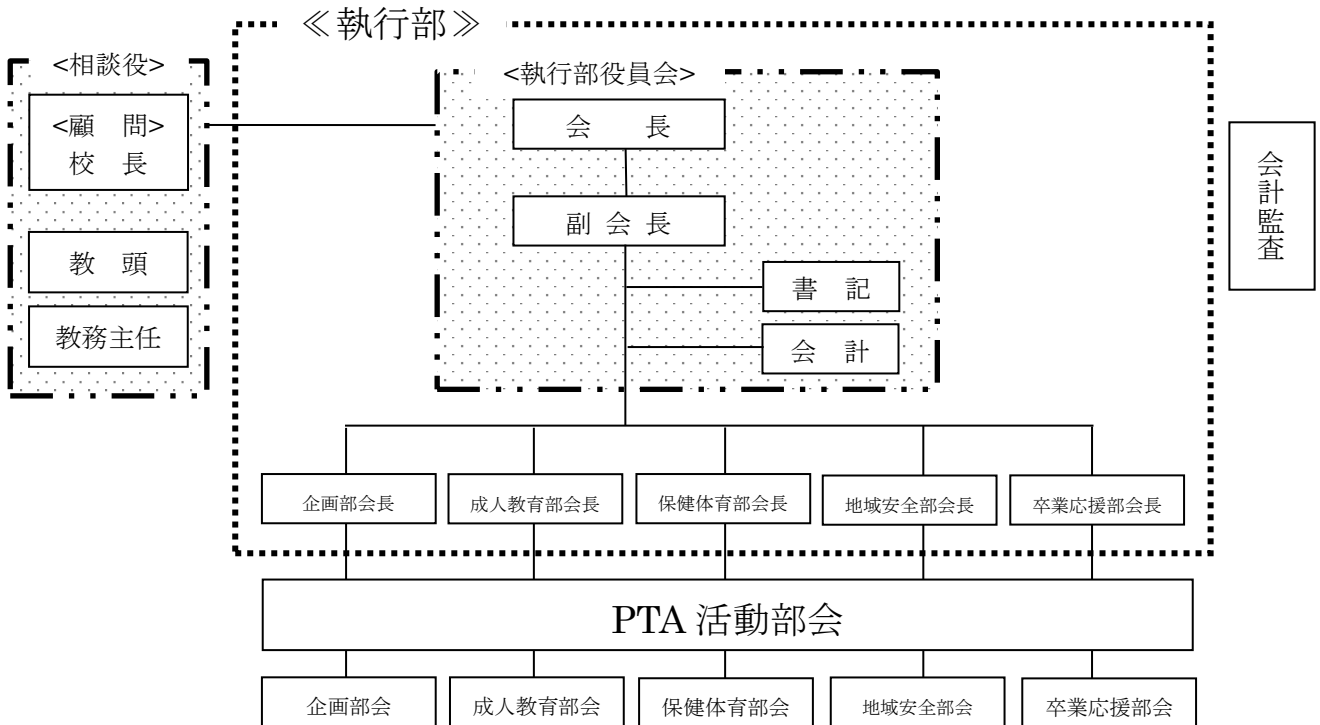 ≪執行部≫
<相談役>
<顧　問>
校　長
教　頭
教務主任
<執行部役員会>
会　長
副 会 長
書　記
会　計
会計監査
企画部会長
成人教育部会長
保健体育部会長
地域安全部会長
卒業応援部会長
PTA 活動部会
企画部会
成人教育部会
保健体育部会
地域安全部会
卒業応援部会